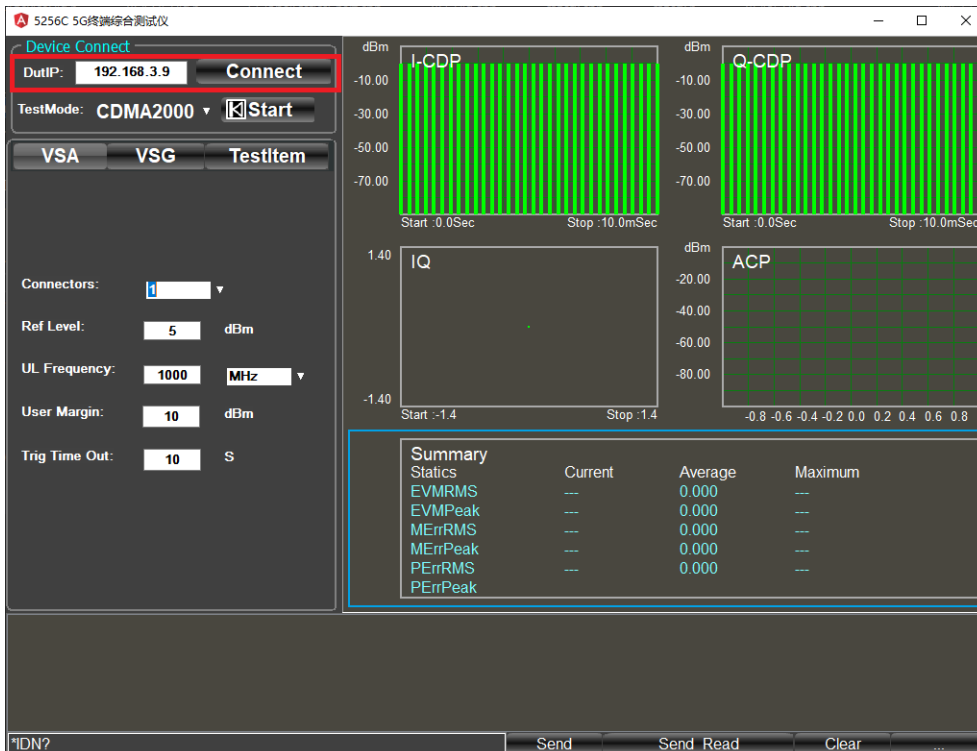 5256C 5G终端综合测试仪
Device Connect
DutIP: 192.168.3.9 Connect
TestMode: CDMA2000 Start
VSA VSG TestItem
Connectors: 1
Ref Level: 5 dBm
UL Frequency: 1000 MHz
User Margin: 10 dBm
Trig Time Out: 10 S
dBm
I-CDP
-10.00
-30.00
-50.00
-70.00
Start :0.0Sec Stop :10.0mSec
dBm
Q-CDP
-10.00
-30.00
-50.00
-70.00
Start :0.0Sec Stop :10.0mSec
1.40
IQ
-1.40
Start :-1.4 Stop :1.4
dBm
ACP
-20.00
-40.00
-60.00
-80.00
-0.8 -0.6 -0.4 -0.2 0.0 0.2 0.4 0.6 0.8
Summary
Statics Current Average Maximum
EVMRMS --- 0.000 ---
EVMPeak --- 0.000 ---
MErrRMS --- 0.000 ---
MErrPeak --- 0.000 ---
PErrRMS --- 0.000 ---
PErrPeak
*IDN? Send Send Read Clear ...